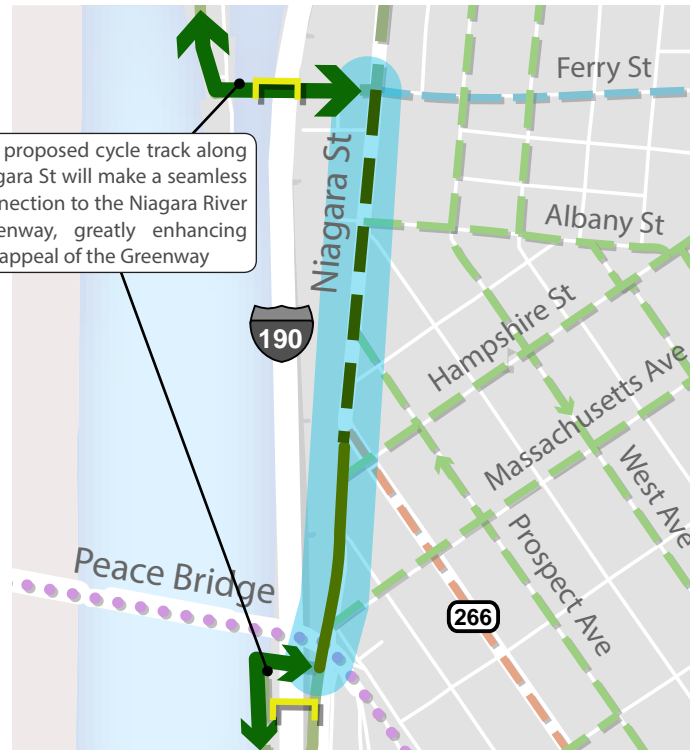 Ferry St
proposed cycle track along
gara St will make a seamless
nection to the Niagara River
enway, greatly enhancing
appeal of the Greenway
Niagara St
Albany St
190
Hampshire St
Massachusetts Ave
West Ave
Prospect Ave
Peace Bridge
266